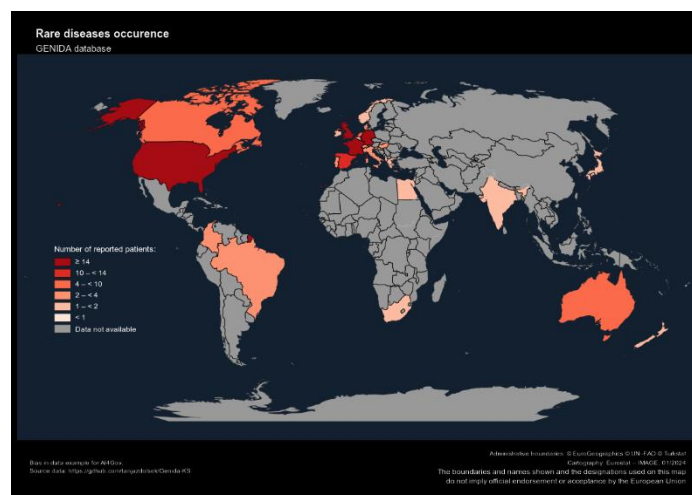 Rare diseases occurence
GENIDA database
Number of reported patients:
≥ 14
10 – < 14
4 – < 10
2 – < 4
1 – < 2
< 1
Data not available
Bias in data example for AI4Gov.
Source data: https://github.com/
Administrative boundaries: © EuroGeographics © UN–FAO © Turkstat
Cartography: Eurostat – IMAGE, 01/2024
The boundaries and names shown and the designations used on this map
do not imply official endorsement or acceptance by the European Union